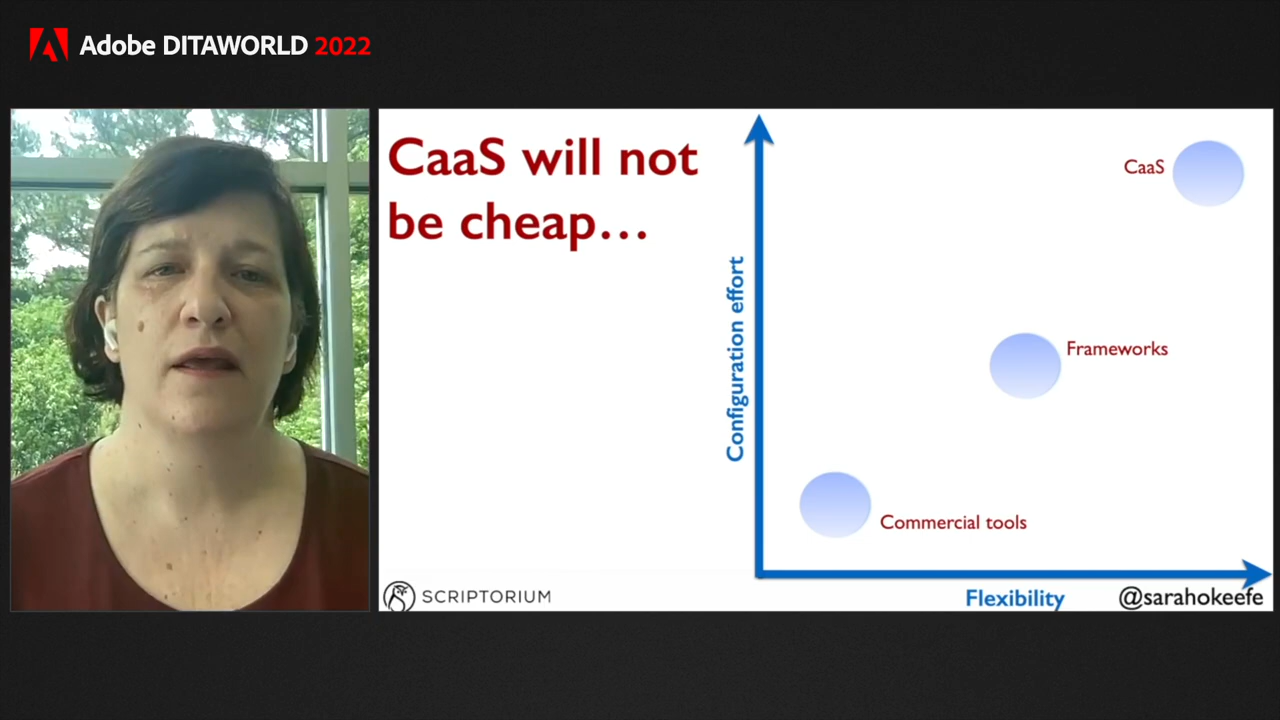 Adobe DITAWORLD 2022
CaaS will not
be cheap...
CaaS
Configuration effort
Frameworks
Commercial tools
SCRIPTORIUM
Flexibility
@sarahokeefe